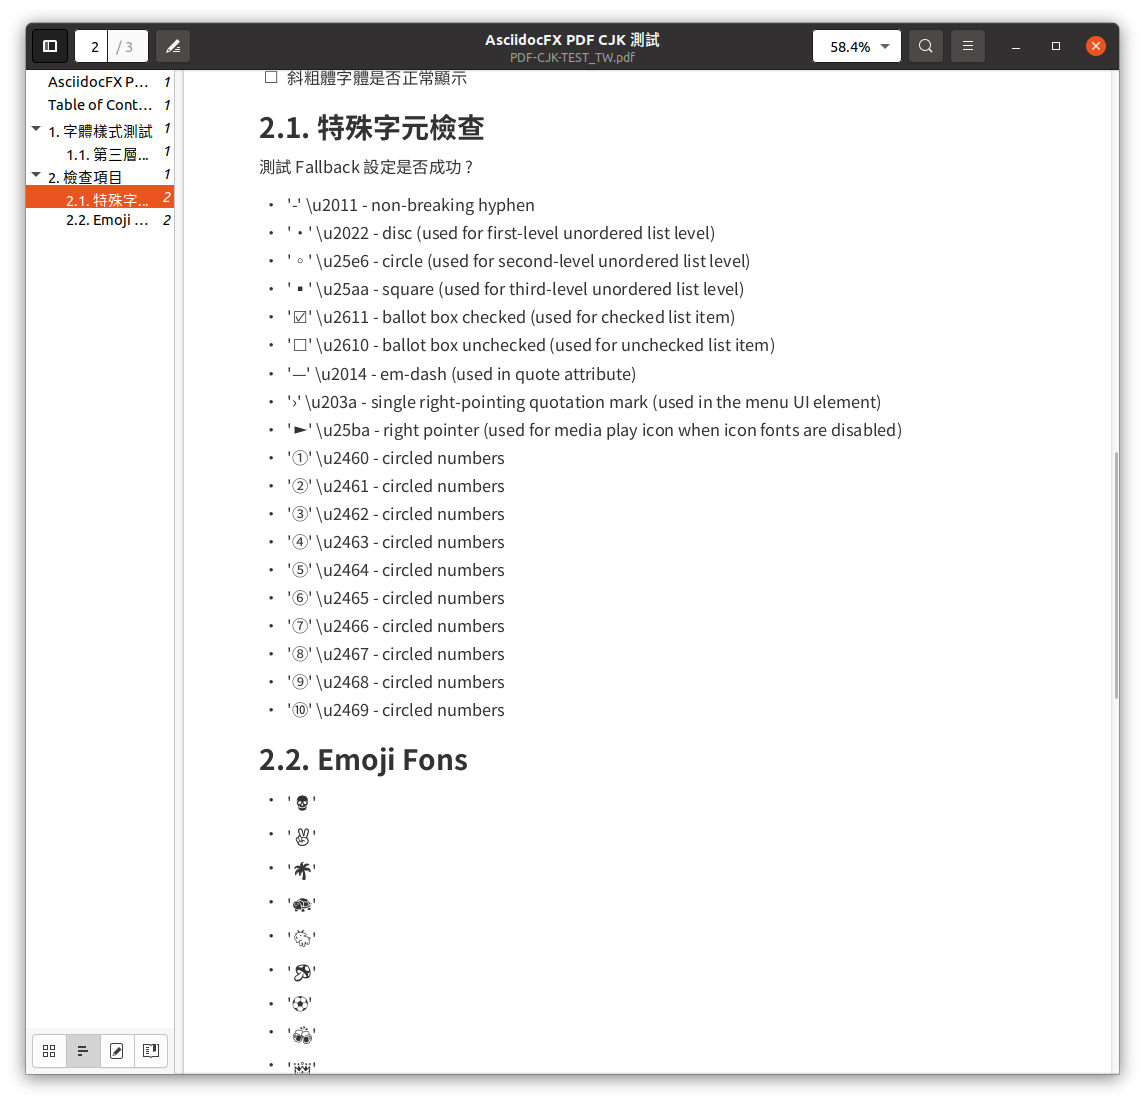 2 / 3
AsciidocFX PDF CJK 測試
PDF-CJK-TEST_TW.pdf
58.4%
AsciidocFX P... 1
Table of Cont... 1
1. 字體樣式測試 1
1.1. 第三層... 1
2. 檢查項目 1
2.1. 特殊字... 2
2.2. Emoji ... 2
☐ 斜粗體字體是否正常顯示
2.1. 特殊字元檢查
測試 Fallback 設定是否成功？
• '‑' \u2011 - non-breaking hyphen
• '•' \u2022 - disc (used for first-level unordered list level)
• '◦' \u25e6 - circle (used for second-level unordered list level)
• '▪' \u25aa - square (used for third-level unordered list level)
• '☑' \u2611 - ballot box checked (used for checked list item)
• '☐' \u2610 - ballot box unchecked (used for unchecked list item)
• '—' \u2014 - em-dash (used in quote attribute)
• '›' \u203a - single right-pointing quotation mark (used in the menu UI element)
• '►' \u25ba - right pointer (used for media play icon when icon fonts are disabled)
• '①' \u2460 - circled numbers
• '②' \u2461 - circled numbers
• '③' \u2462 - circled numbers
• '④' \u2463 - circled numbers
• '⑤' \u2464 - circled numbers
• '⑥' \u2465 - circled numbers
• '⑦' \u2466 - circled numbers
• '⑧' \u2467 - circled numbers
• '⑨' \u2468 - circled numbers
• '⑩' \u2469 - circled numbers
2.2. Emoji Fons
• '💀'
• '✌'
• '🌴'
• '🐢'
• '🐐'
• '🍄'
• '⚽'
• '🍻'
• '👑'